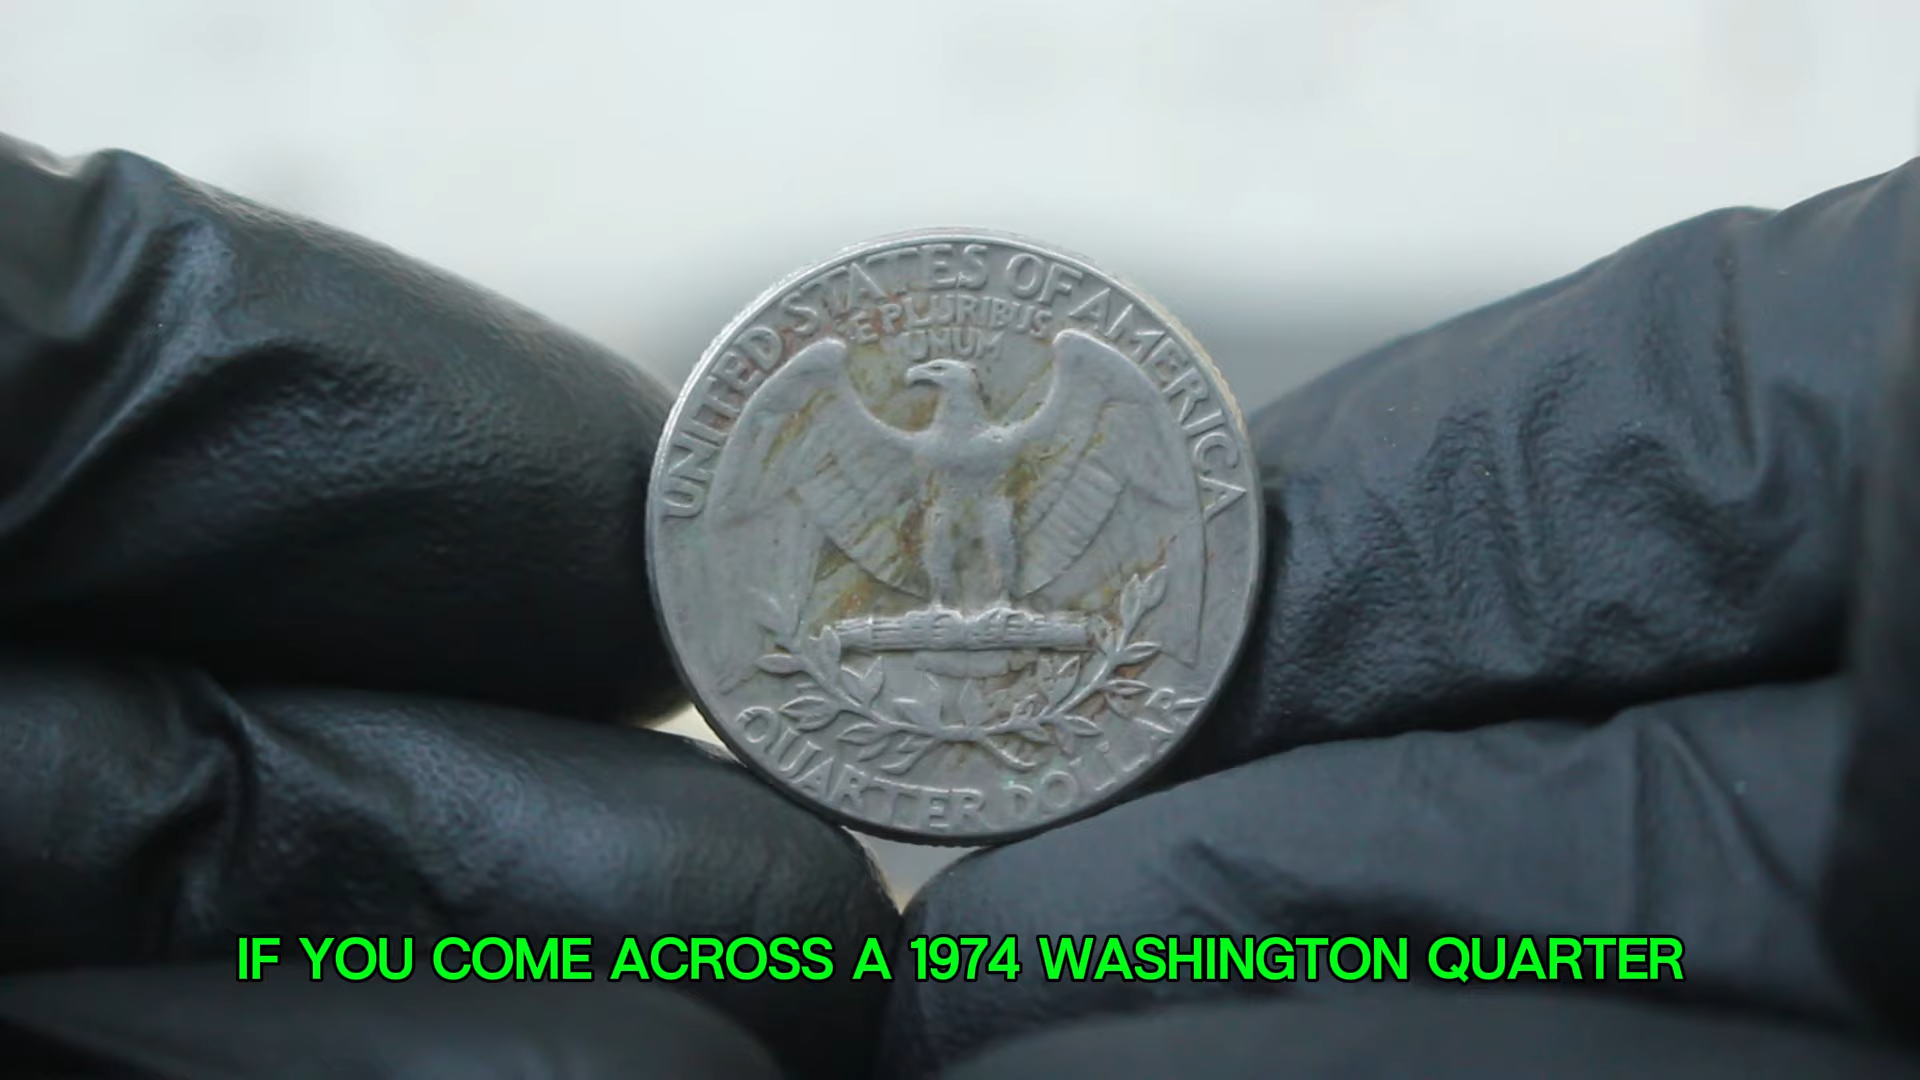 UNITED STATES OF AMERICA
E PLURIBUS
UNUM
QUARTER DOLLAR
IF YOU COME ACROSS A 1974 WASHINGTON QUARTER